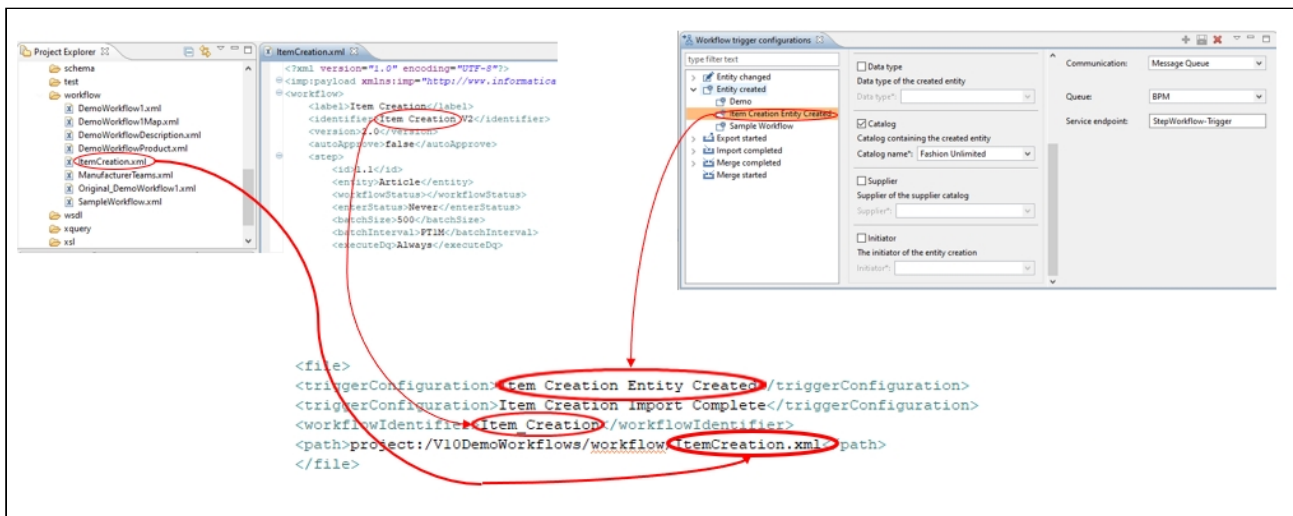 Project Explorer
schema
test
workflow
DemoWorkflow1.xml
DemoWorkflow1Map.xml
DemoWorkflowDescription.xml
DemoWorkflowProduct.xml
ItemCreation.xml
ManufacturerTeams.xml
Original_DemoWorkflow1.xml
SampleWorkflow.xml
wsdl
xquery
xsl
ItemCreation.xml
<?xml version="1.0" encoding="UTF-8"?>
<imp:payload xmlns:imp="http://www.informatica
<workflow>
<label>Item Creation</label>
<identifier>Item Creation V2</identifier>
<version>2.0</version>
<autoApprove>false</autoApprove>
<step>
<id>1.1</id>
<entity>Article</entity>
<workflowStatus></workflowStatus>
<enterStatus>Never</enterStatus>
<batchSize>500</batchSize>
<batchInterval>PT1M</batchInterval>
<executeDq>Always</executeDq>
*Workflow trigger configurations
type filter text
Entity changed
Entity created
Demo
Item Creation Entity Created
Sample Workflow
Export started
Import completed
Merge completed
Merge started
Data type
Data type of the created entity
Data type*:
Catalog
Catalog containing the created entity
Catalog name*: Fashion Unlimited
Supplier
Supplier of the supplier catalog
Supplier*:
Initiator
The initiator of the entity creation
Initiator*:
Communication: Message Queue
Queue: BPM
Service endpoint: StepWorkflow-Trigger
<file>
<triggerConfiguration>Item Creation Entity Created</triggerConfiguration>
<triggerConfiguration>Item Creation Import Complete</triggerConfiguration>
<workflowIdentifier>Item_Creation</workflowIdentifier>
<path>project:/V10DemoWorkflows/workflow/ItemCreation.xml</path>
</file>